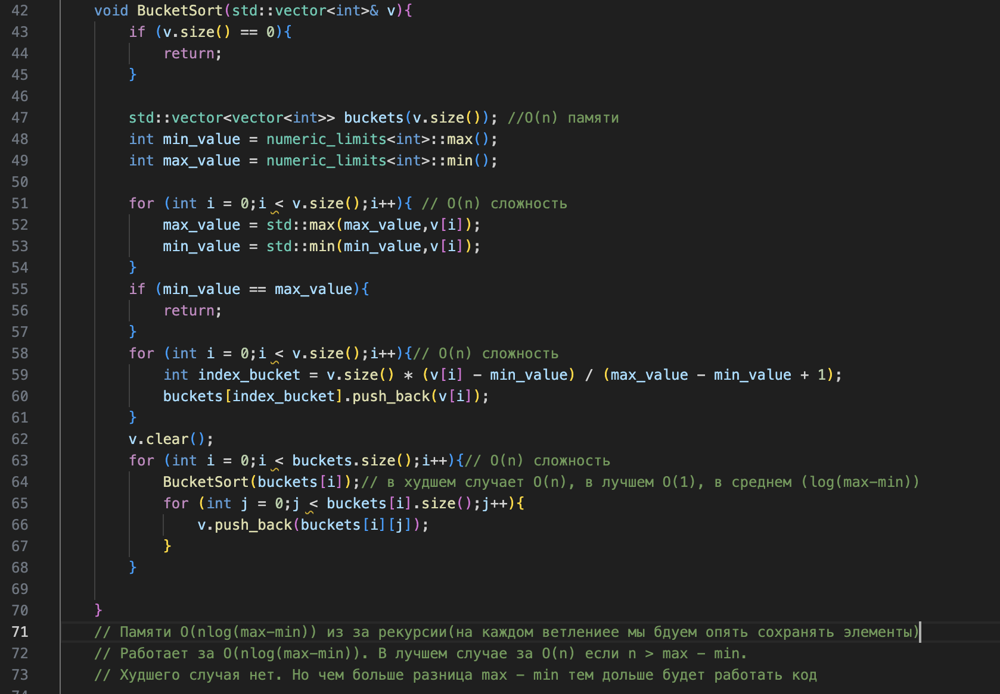 42 void BucketSort(std::vector<int>& v){
43 if (v.size() == 0){
44 return;
45 }
46
47 std::vector<vector<int>> buckets(v.size()); //O(n) памяти
48 int min_value = numeric_limits<int>::max();
49 int max_value = numeric_limits<int>::min();
50
51 for (int i = 0;i < v.size();i++){ // O(n) сложность
52 max_value = std::max(max_value,v[i]);
53 min_value = std::min(min_value,v[i]);
54 }
55 if (min_value == max_value){
56 return;
57 }
58 for (int i = 0;i < v.size();i++){// O(n) сложность
59 int index_bucket = v.size() * (v[i] - min_value) / (max_value - min_value + 1);
60 buckets[index_bucket].push_back(v[i]);
61 }
62 v.clear();
63 for (int i = 0;i < buckets.size();i++){// O(n) сложность
64 BucketSort(buckets[i]);// в худшем случает O(n), в лучшем O(1), в среднем (log(max-min))
65 for (int j = 0;j < buckets[i].size();j++){
66 v.push_back(buckets[i][j]);
67 }
68 }
69
70 }
71 // Памяти O(nlog(max-min)) из за рекурсии(на каждом ветлениее мы бдуем опять сохранять элементы)
72 // Работает за O(nlog(max-min)). В лучшем случае за O(n) если n > max - min.
73 // Худшего случая нет. Но чем больше разница max - min тем дольше будет работать код